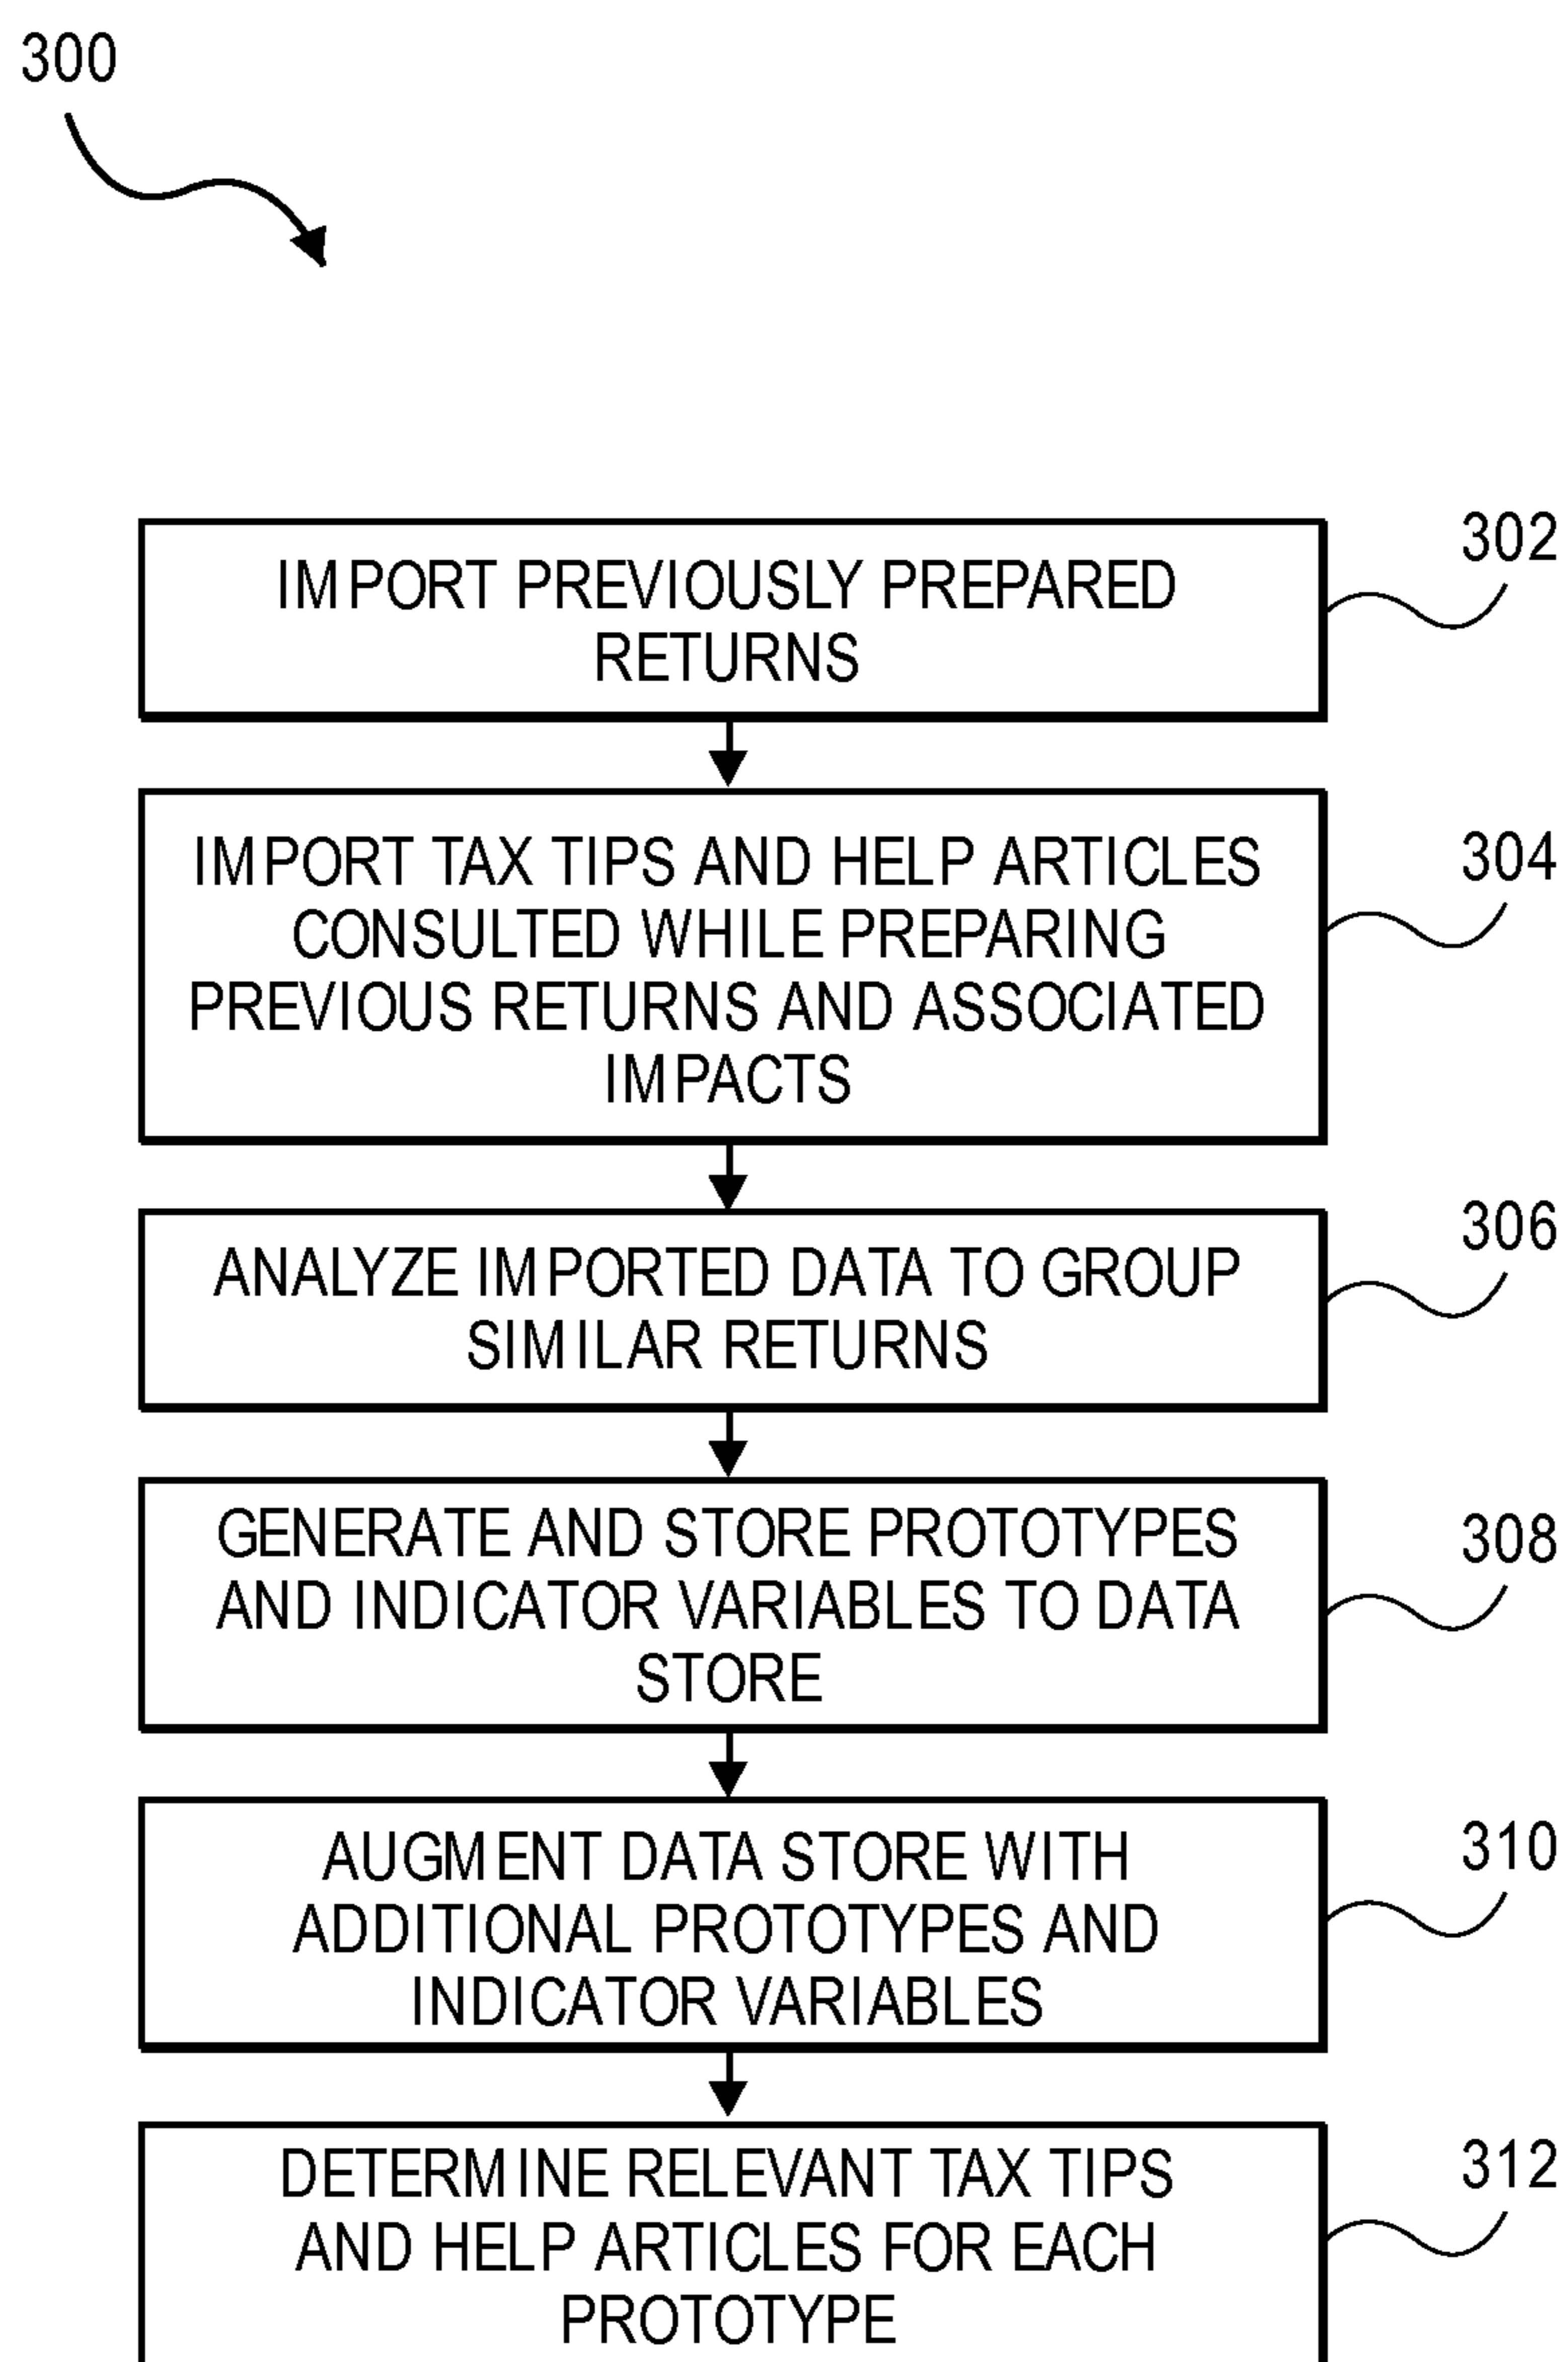 300
302
IMPORT PREVIOUSLY PREPARED
RETURNS
304
IMPORT TAX TIPS AND HELP ARTICLES
CONSULTED WHILE PREPARING
PREVIOUS RETURNS AND ASSOCIATED
IMPACTS
306
ANALYZE IMPORTED DATA TO GROUP
SIMILAR RETURNS
308
GENERATE AND STORE PROTOTYPES
AND INDICATOR VARIABLES TO DATA
STORE
310
AUGMENT DATA STORE WITH
ADDITIONAL PROTOTYPES AND
INDICATOR VARIABLES
312
DETERMINE RELEVANT TAX TIPS
AND HELP ARTICLES FOR EACH
PROTOTYPE